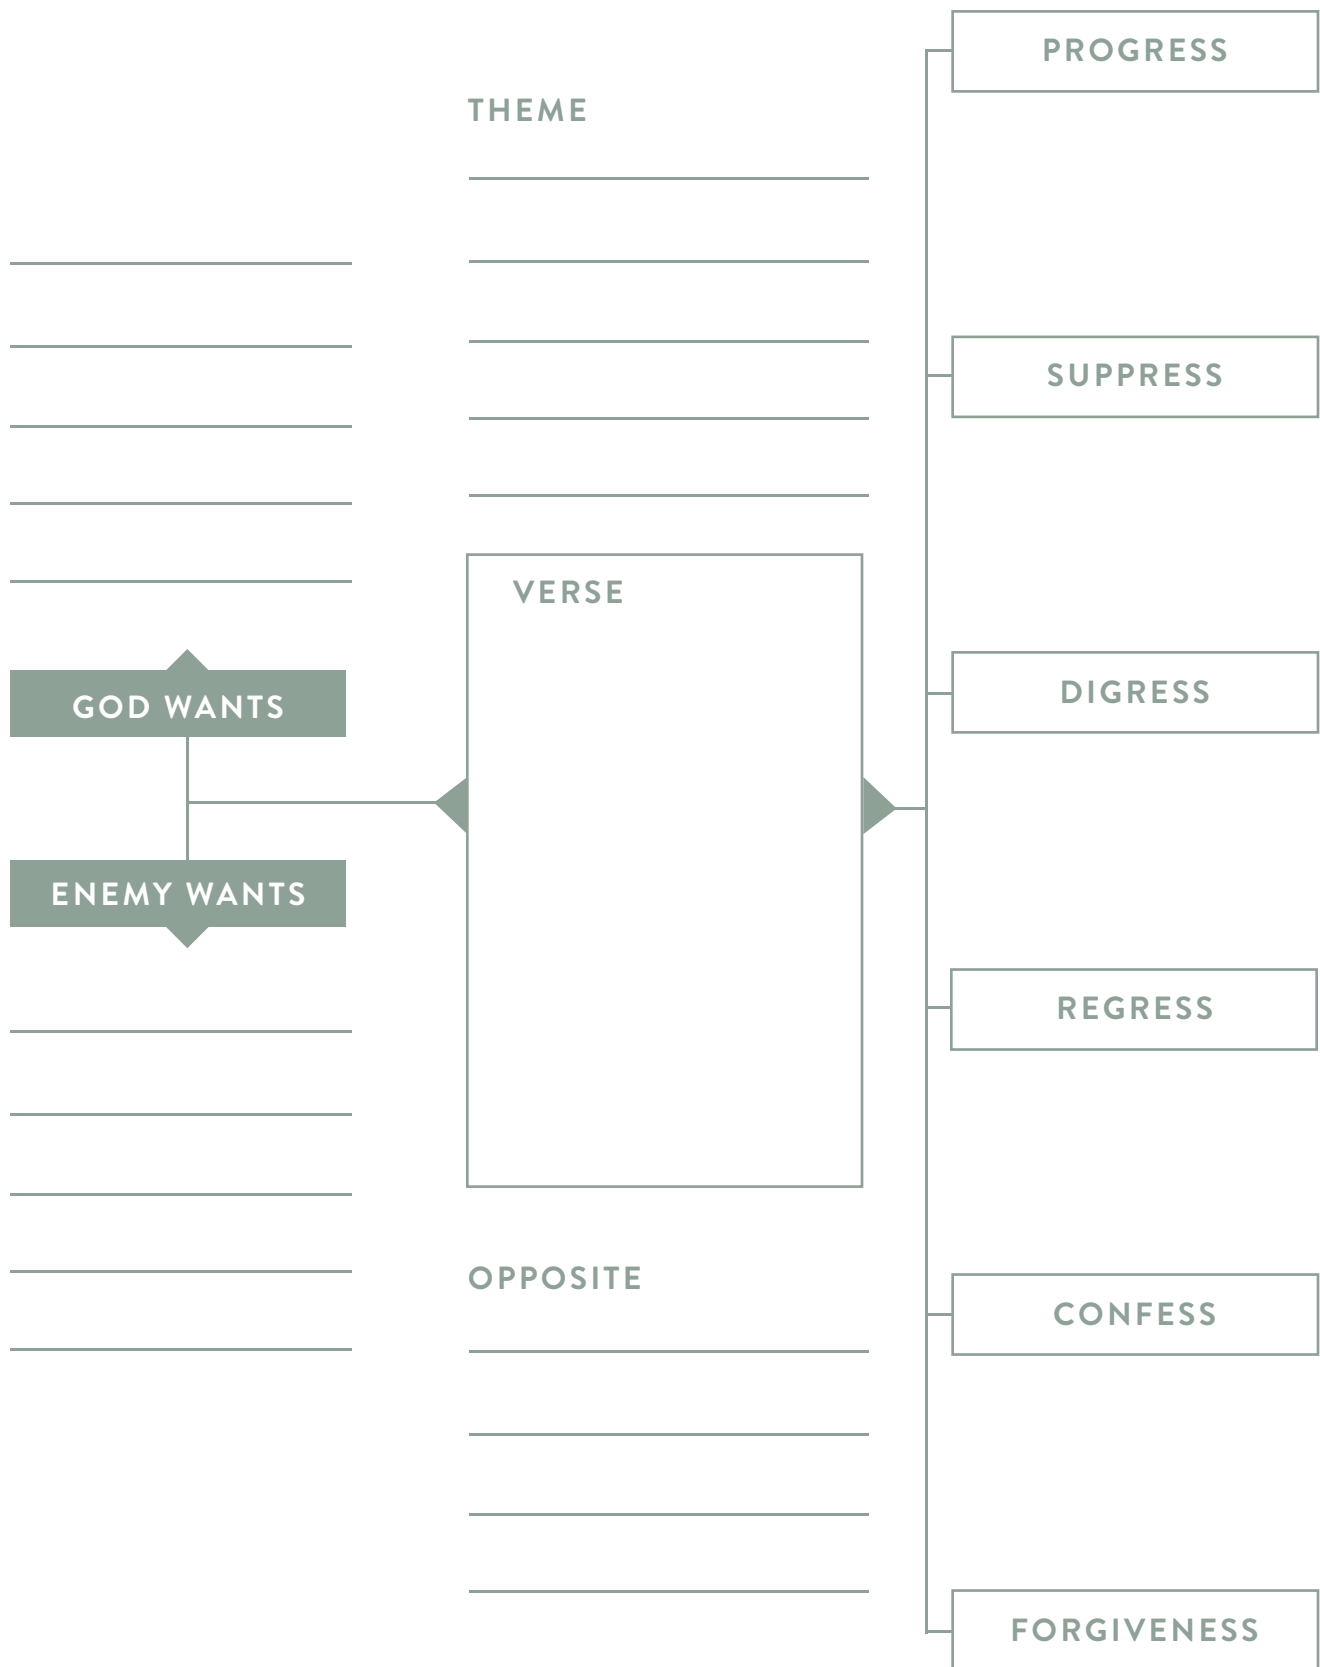 THEME
GOD WANTS
ENEMY WANTS
VERSE
OPPOSITE
PROGRESS
SUPPRESS
DIGRESS
REGRESS
CONFESS
FORGIVENESS